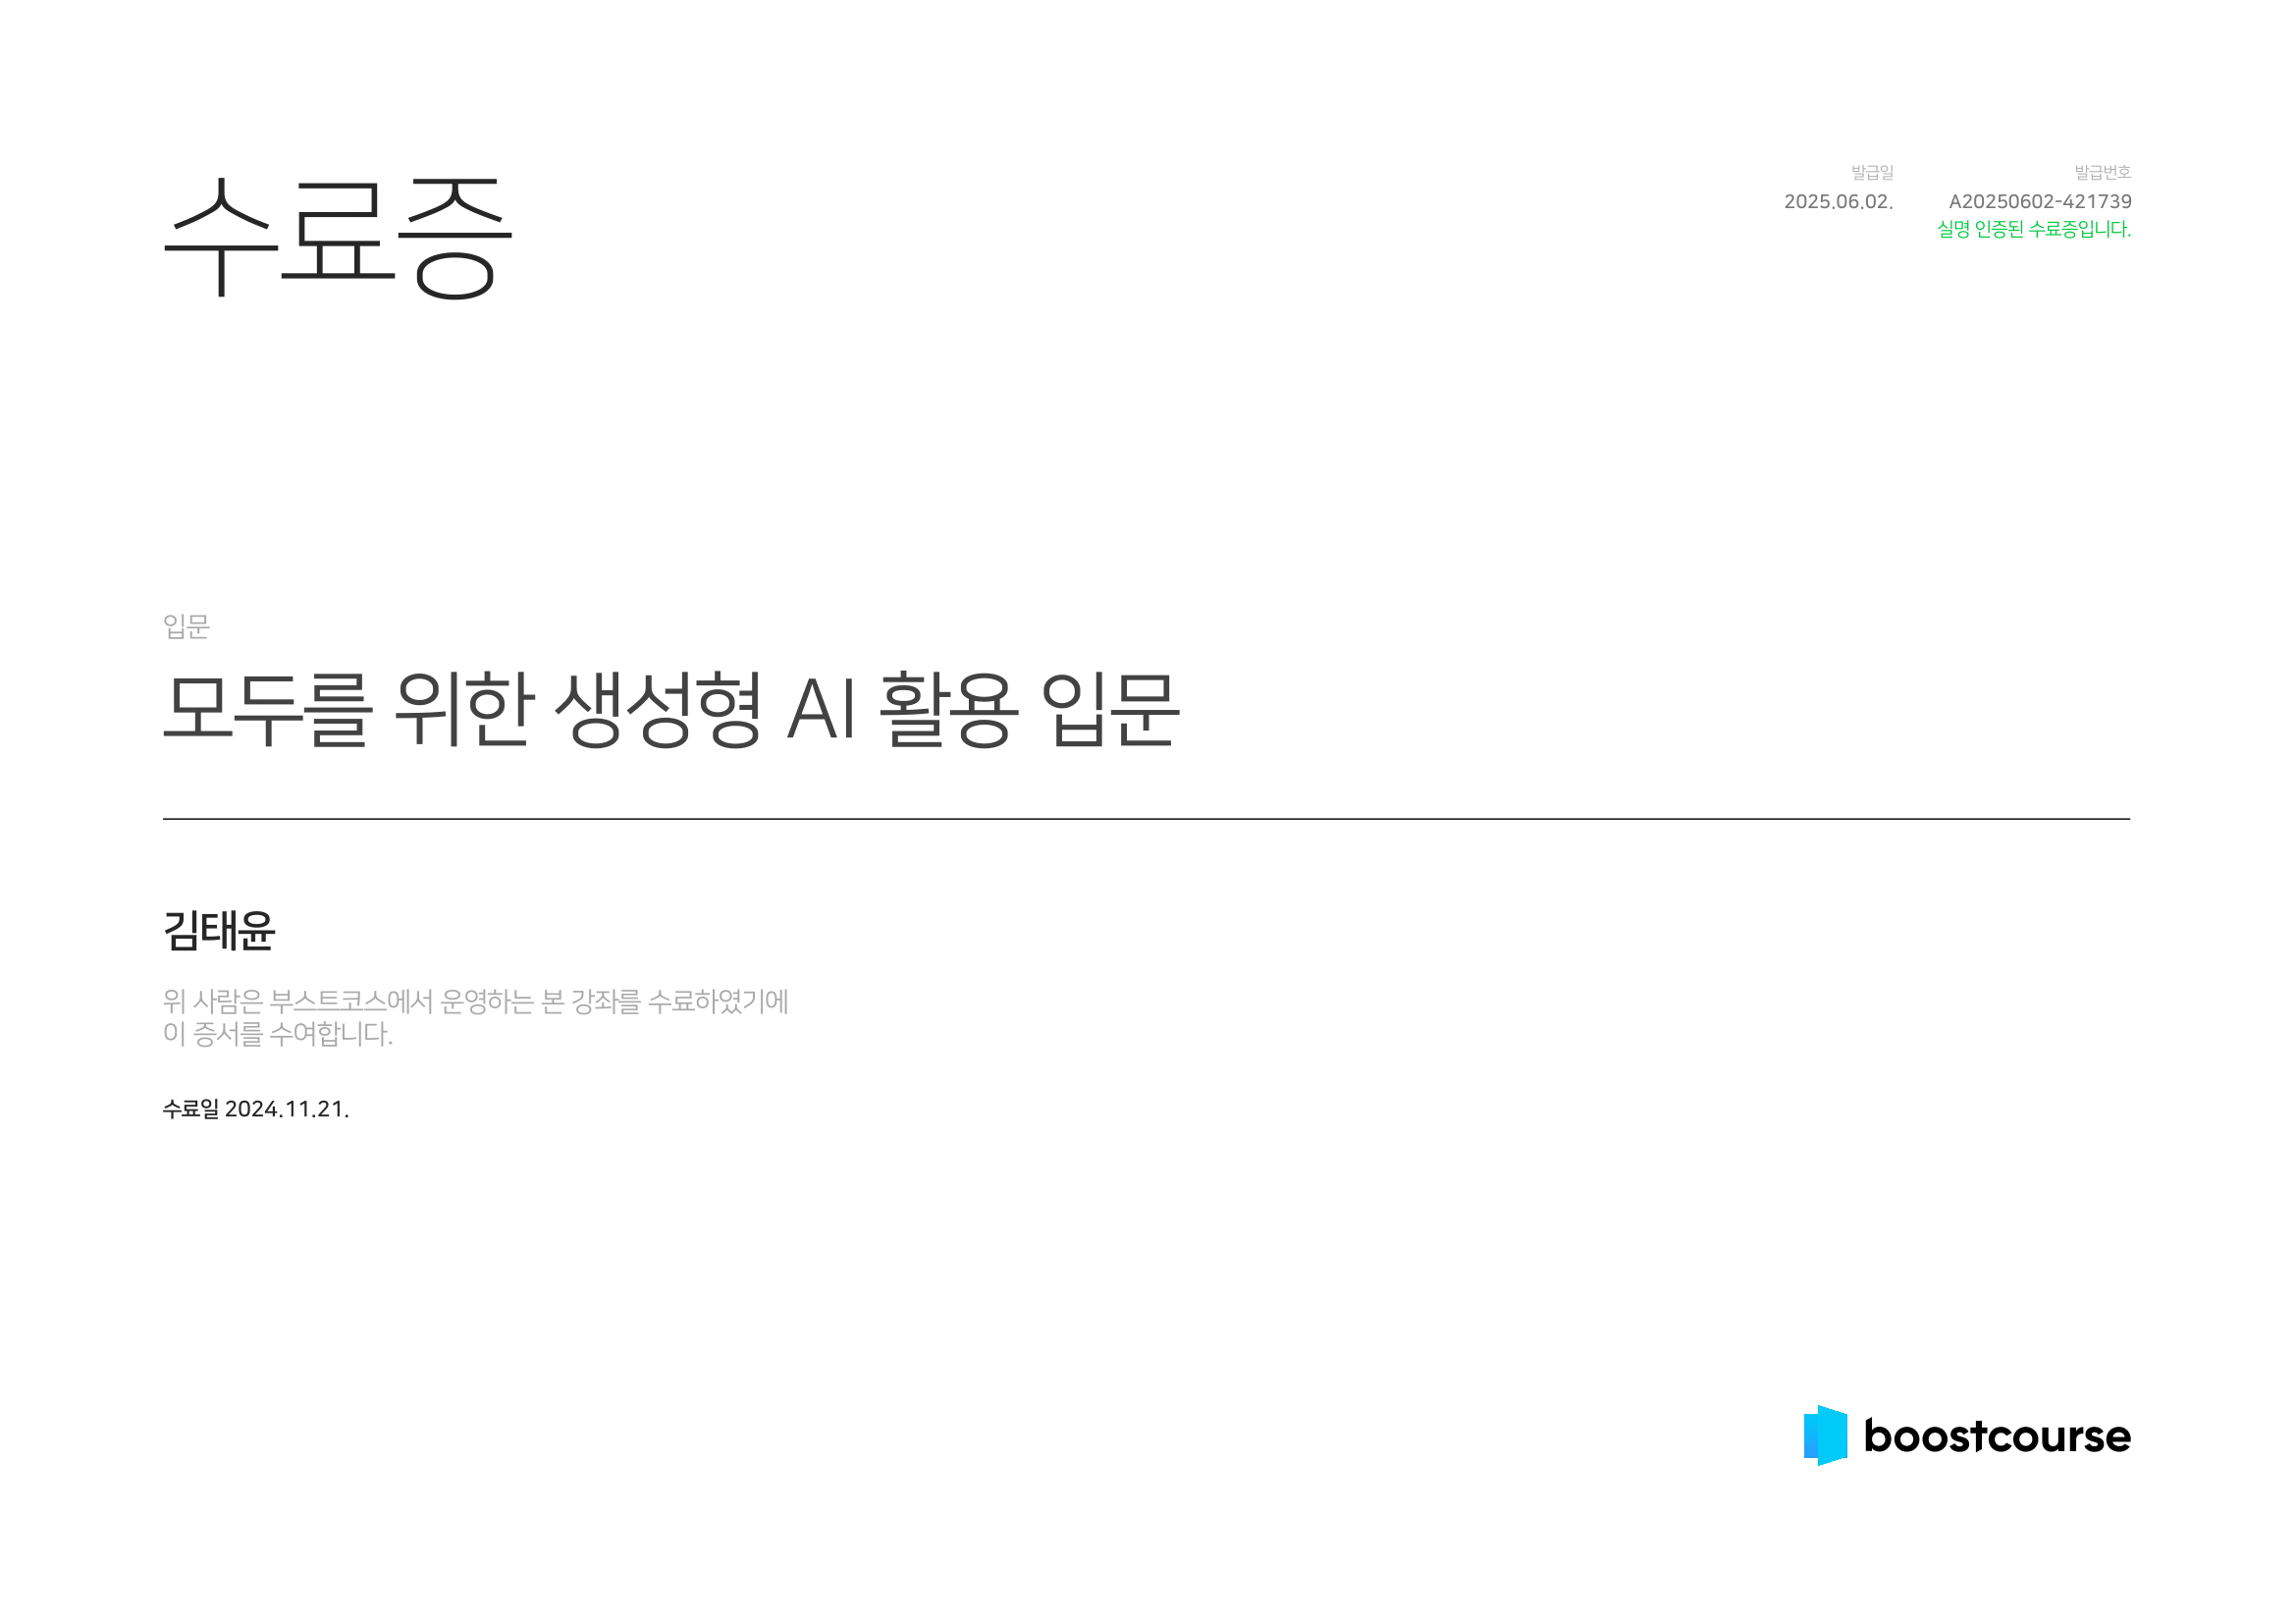 수료증
발급일
2025.06.02.
발급번호
A20250602-421739
실명 인증된 수료증입니다.
입문
모두를 위한 생성형 AI 활용 입문
김태윤
위 사람은 부스트코스에서 운영하는 본 강좌를 수료하였기에
이 증서를 수여합니다.
수료일 2024.11.21.
boostcourse